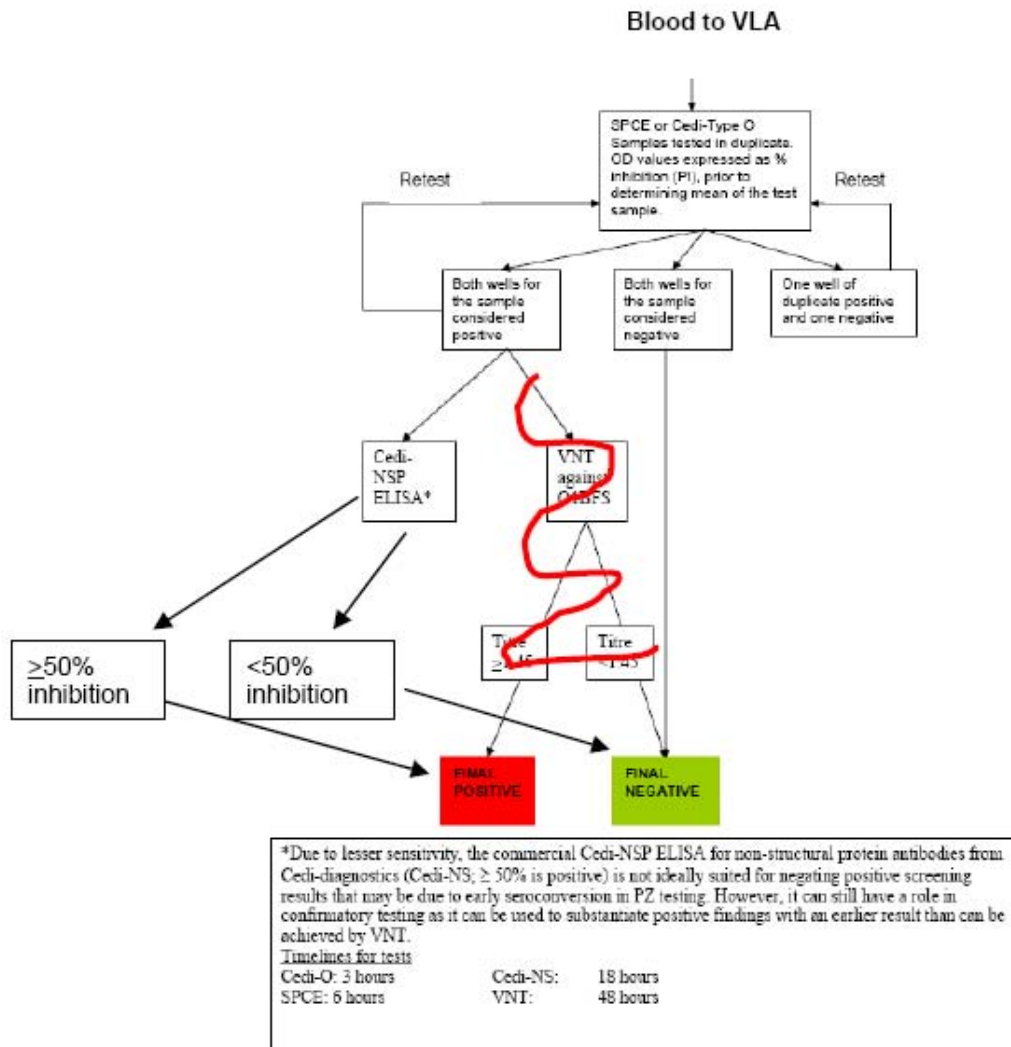 Blood to VLA
SPCE or Cedi-Type O
Samples tested in duplicate.
OD values expressed as %
inhibition (PI), prior to
determining mean of the test
sample.
Retest
Retest
Both wells for
the sample
considered
positive
Both wells for
the sample
considered
negative
One well of
duplicate positive
and one negative
Cedi-
NSP
ELISA*
VNT
against
O1BFS
≥50%
inhibition
<50%
inhibition
Titre
Titre
FINAL
POSITIVE
FINAL
NEGATIVE
*Due to lesser sensitivity, the commercial Cedi-NSP ELISA for non-structural protein antibodies from
Cedi-diagnostics (Cedi-NS; ≥ 50% is positive) is not ideally suited for negating positive screening
results that may be due to early seroconversion in PZ testing. However, it can still have a role in
confirmatory testing as it can be used to substantiate positive findings with an earlier result than can be
achieved by VNT.
Timelines for tests
Cedi-O: 3 hours Cedi-NS: 18 hours
SPCE: 6 hours VNT: 48 hours